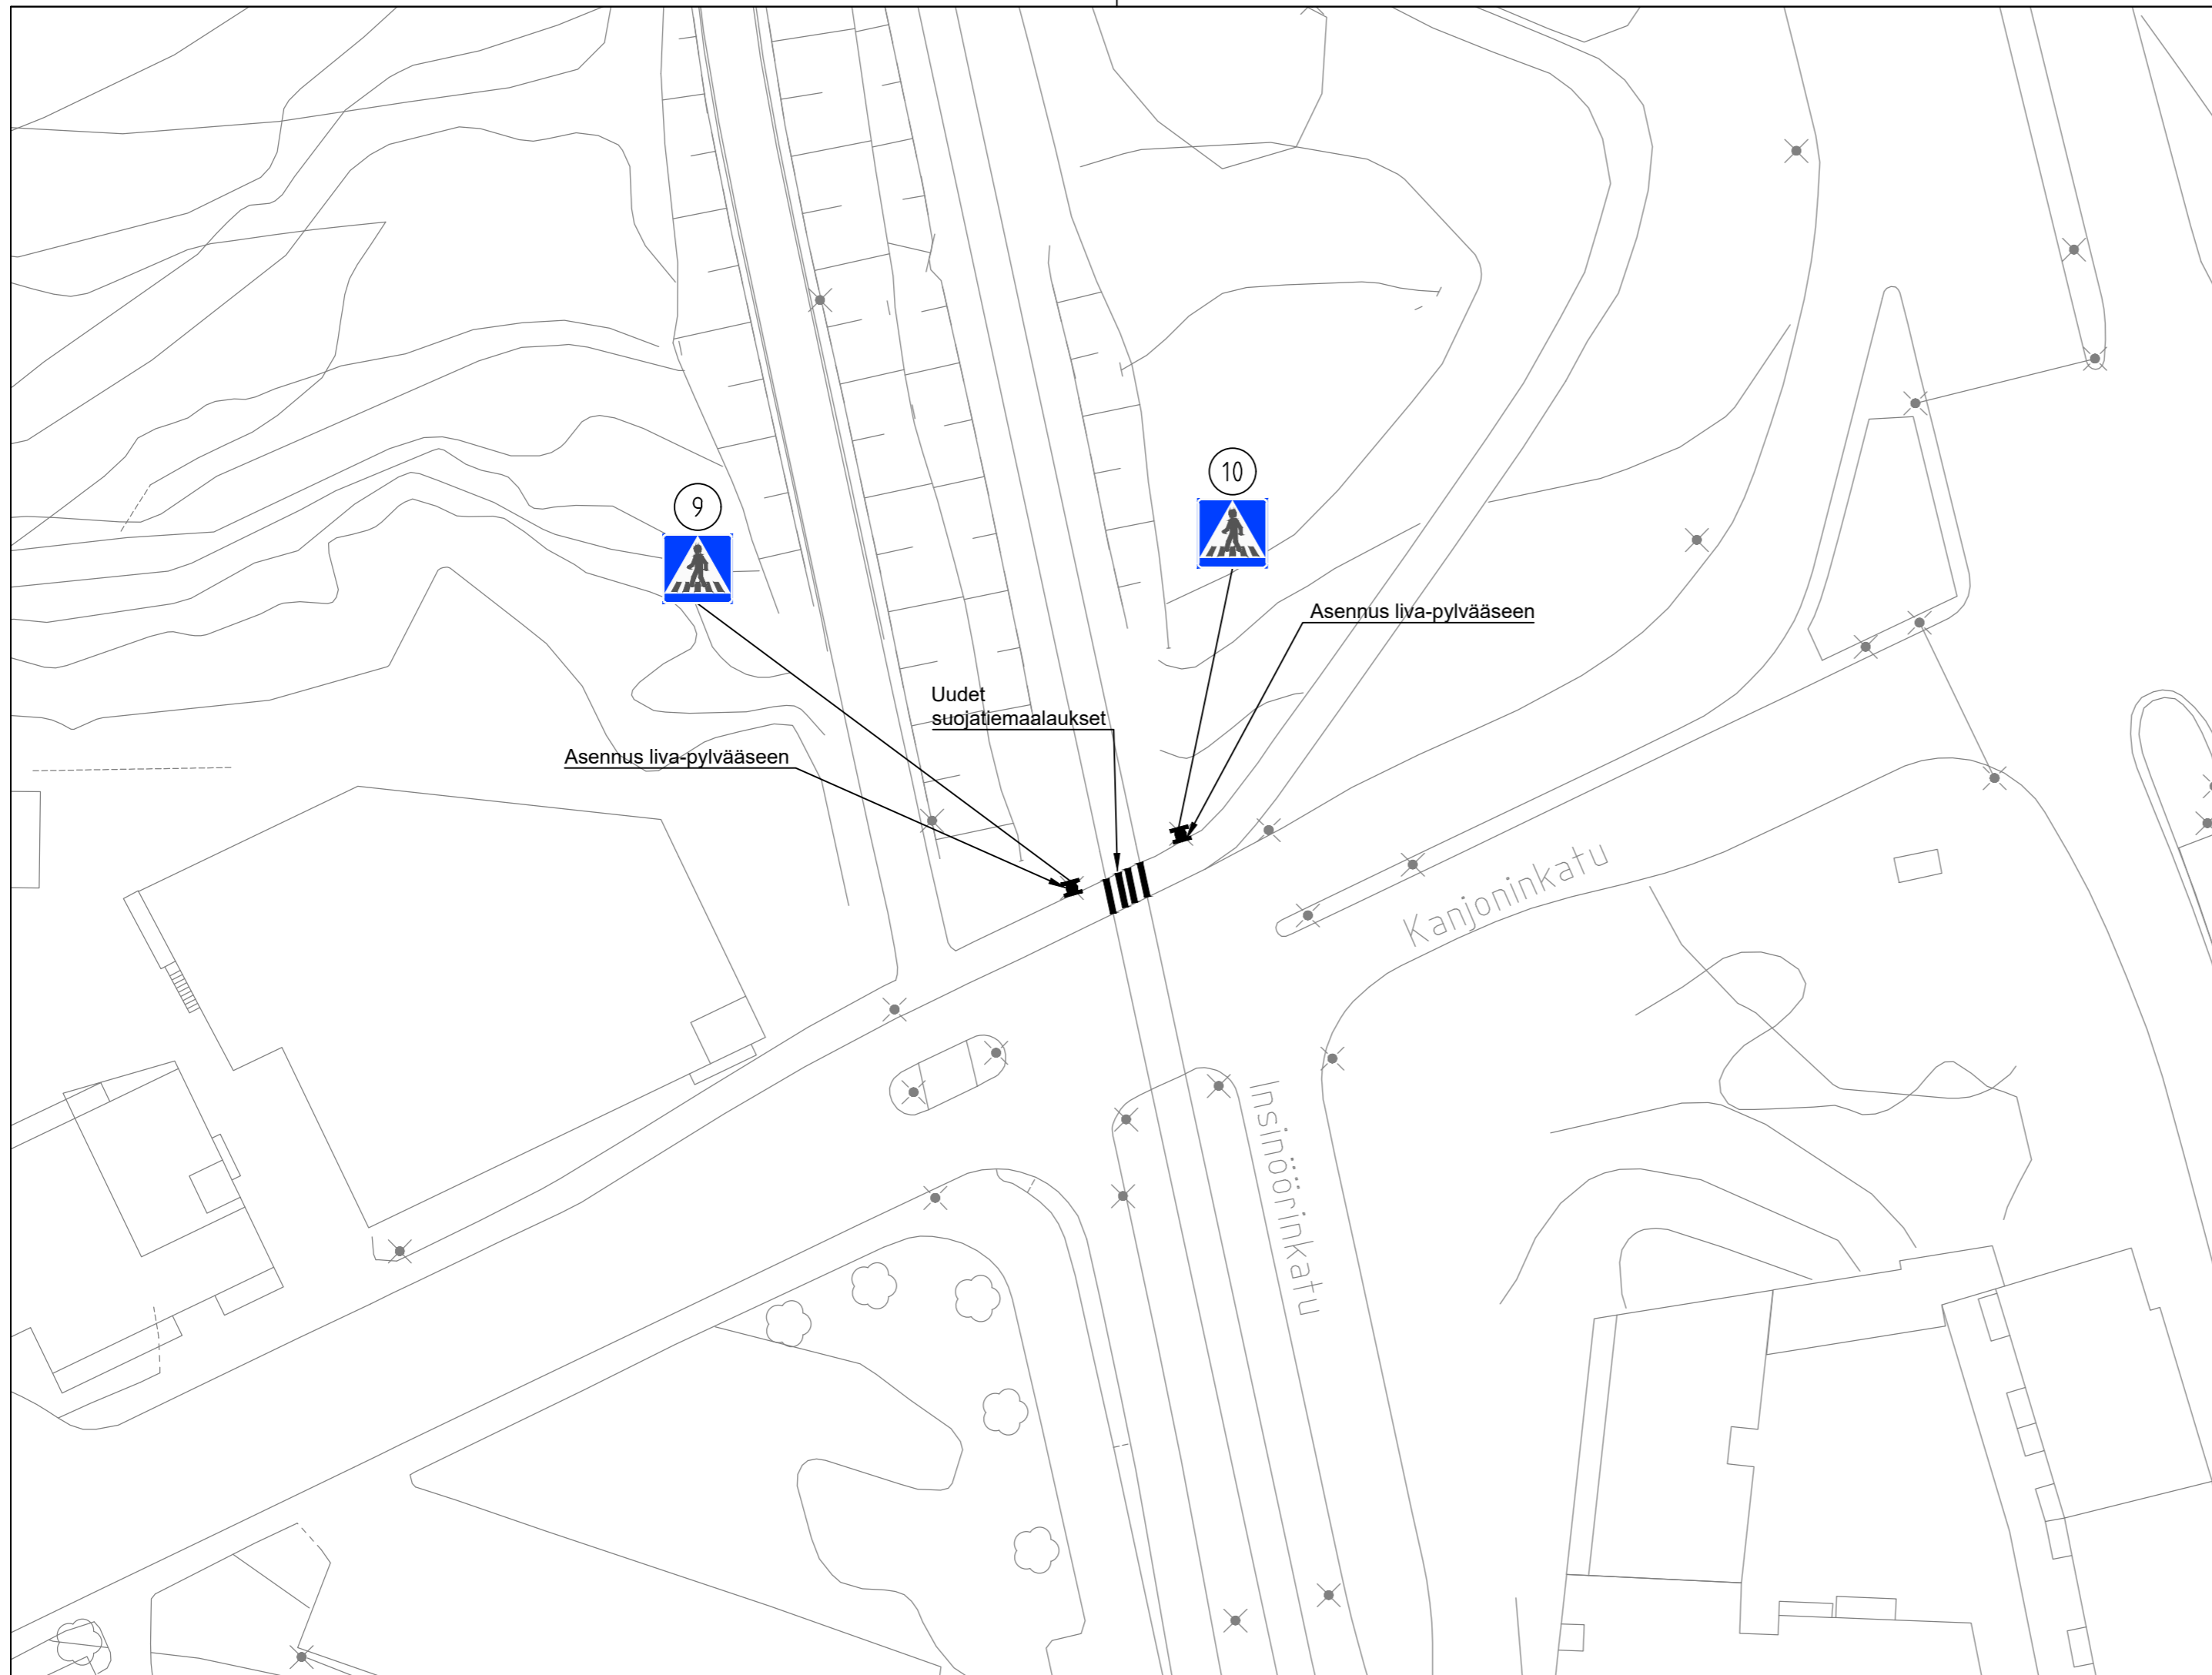 10
9
Asennus liva-pylvääseen
Uudet
suojatiemaalaukset
Asennus liva-pylvääseen
Kanjoninkatu
Insinöörinkatu